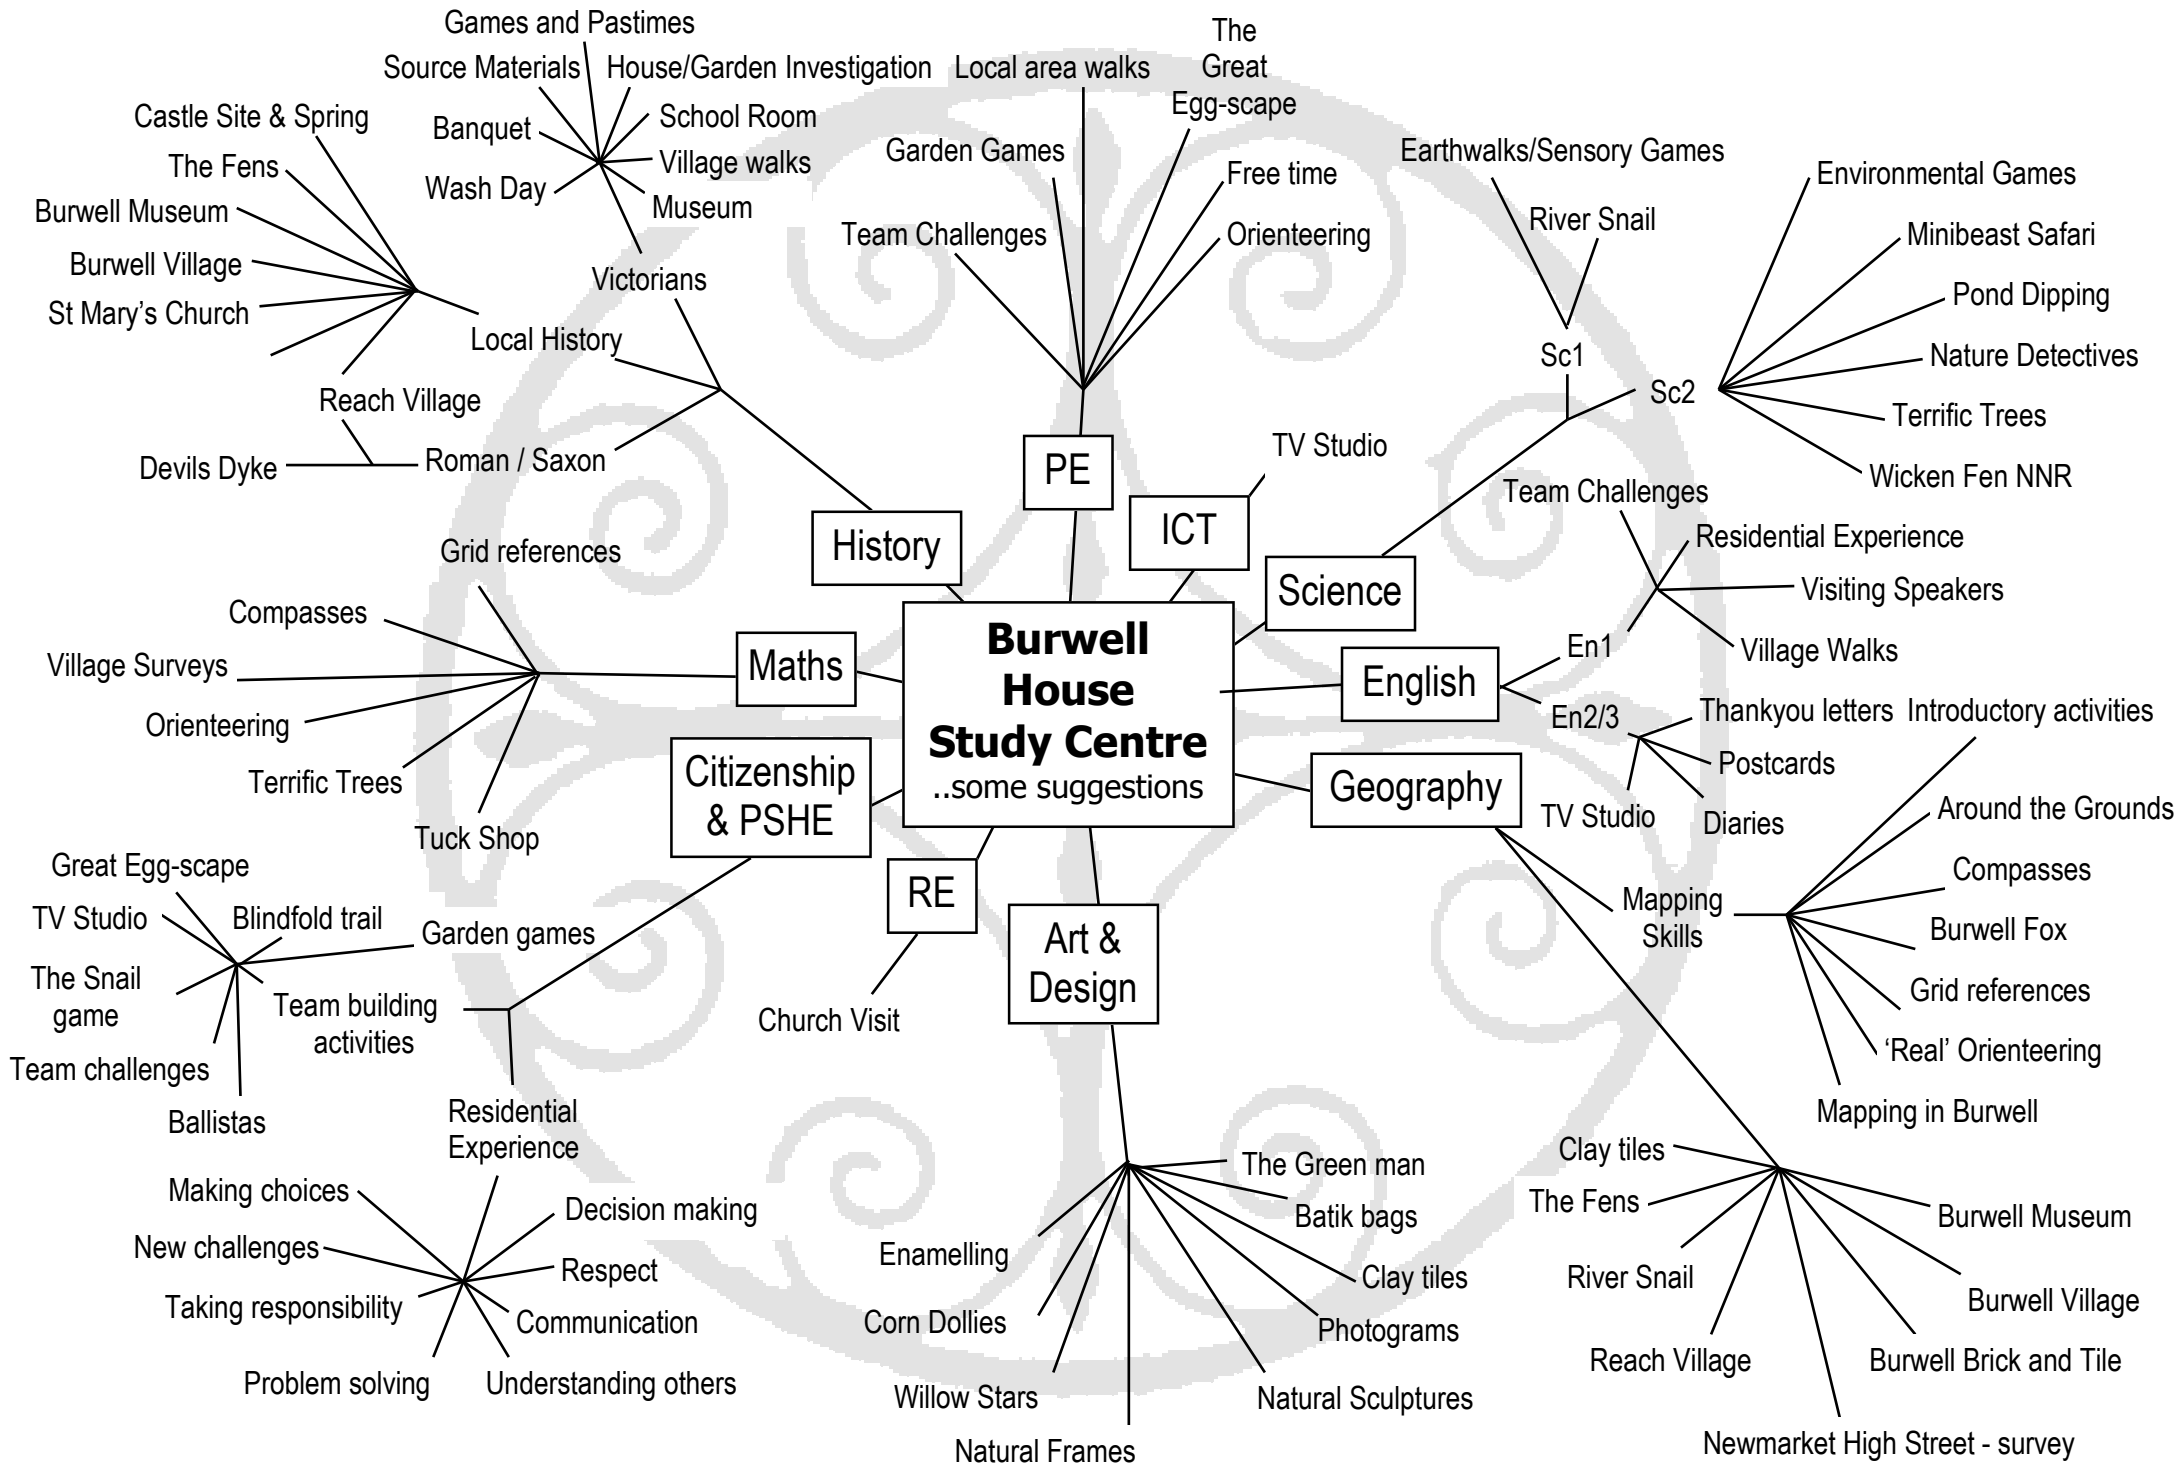 Games and Pastimes
Source Materials
House/Garden Investigation
School Room
Banquet
Village walks
Wash Day
Museum
Victorians
Castle Site & Spring
The Fens
Burwell Museum
Burwell Village
St Mary’s Church
Local History
Reach Village
Devils Dyke
Roman / Saxon
History
Local area walks
The
Great
Egg-scape
Garden Games
Free time
Team Challenges
Orienteering
PE
TV Studio
ICT
Earthwalks/Sensory Games
River Snail
Sc1
Sc2
Environmental Games
Minibeast Safari
Pond Dipping
Nature Detectives
Terrific Trees
Wicken Fen NNR
Science
Team Challenges
Residential Experience
Visiting Speakers
Village Walks
En1
English
En2/3
Thankyou letters
Postcards
Diaries
TV Studio
Grid references
Compasses
Village Surveys
Orienteering
Terrific Trees
Tuck Shop
Maths
Burwell
House
Study Centre
..some suggestions
Citizenship
& PSHE
Geography
Introductory activities
Around the Grounds
Compasses
Mapping
Skills
Burwell Fox
Grid references
‘Real’ Orienteering
Mapping in Burwell
Clay tiles
The Fens
River Snail
Reach Village
Newmarket High Street - survey
Burwell Brick and Tile
Burwell Village
Burwell Museum
RE
Church Visit
Art &
Design
The Green man
Batik bags
Clay tiles
Photograms
Natural Sculptures
Natural Frames
Willow Stars
Corn Dollies
Enamelling
Great Egg-scape
TV Studio
Blindfold trail
Garden games
The Snail
game
Team building
activities
Team challenges
Ballistas
Residential
Experience
Making choices
Decision making
New challenges
Respect
Taking responsibility
Communication
Problem solving
Understanding others